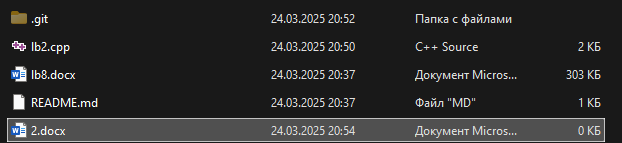 .git 24.03.2025 20:52 Папка с файлами
lb2.cpp 24.03.2025 20:50 C++ Source 2 КБ
lb8.docx 24.03.2025 20:37 Документ Micros... 303 КБ
README.md 24.03.2025 20:37 Файл "MD" 1 КБ
2.docx 24.03.2025 20:54 Документ Micros... 0 КБ